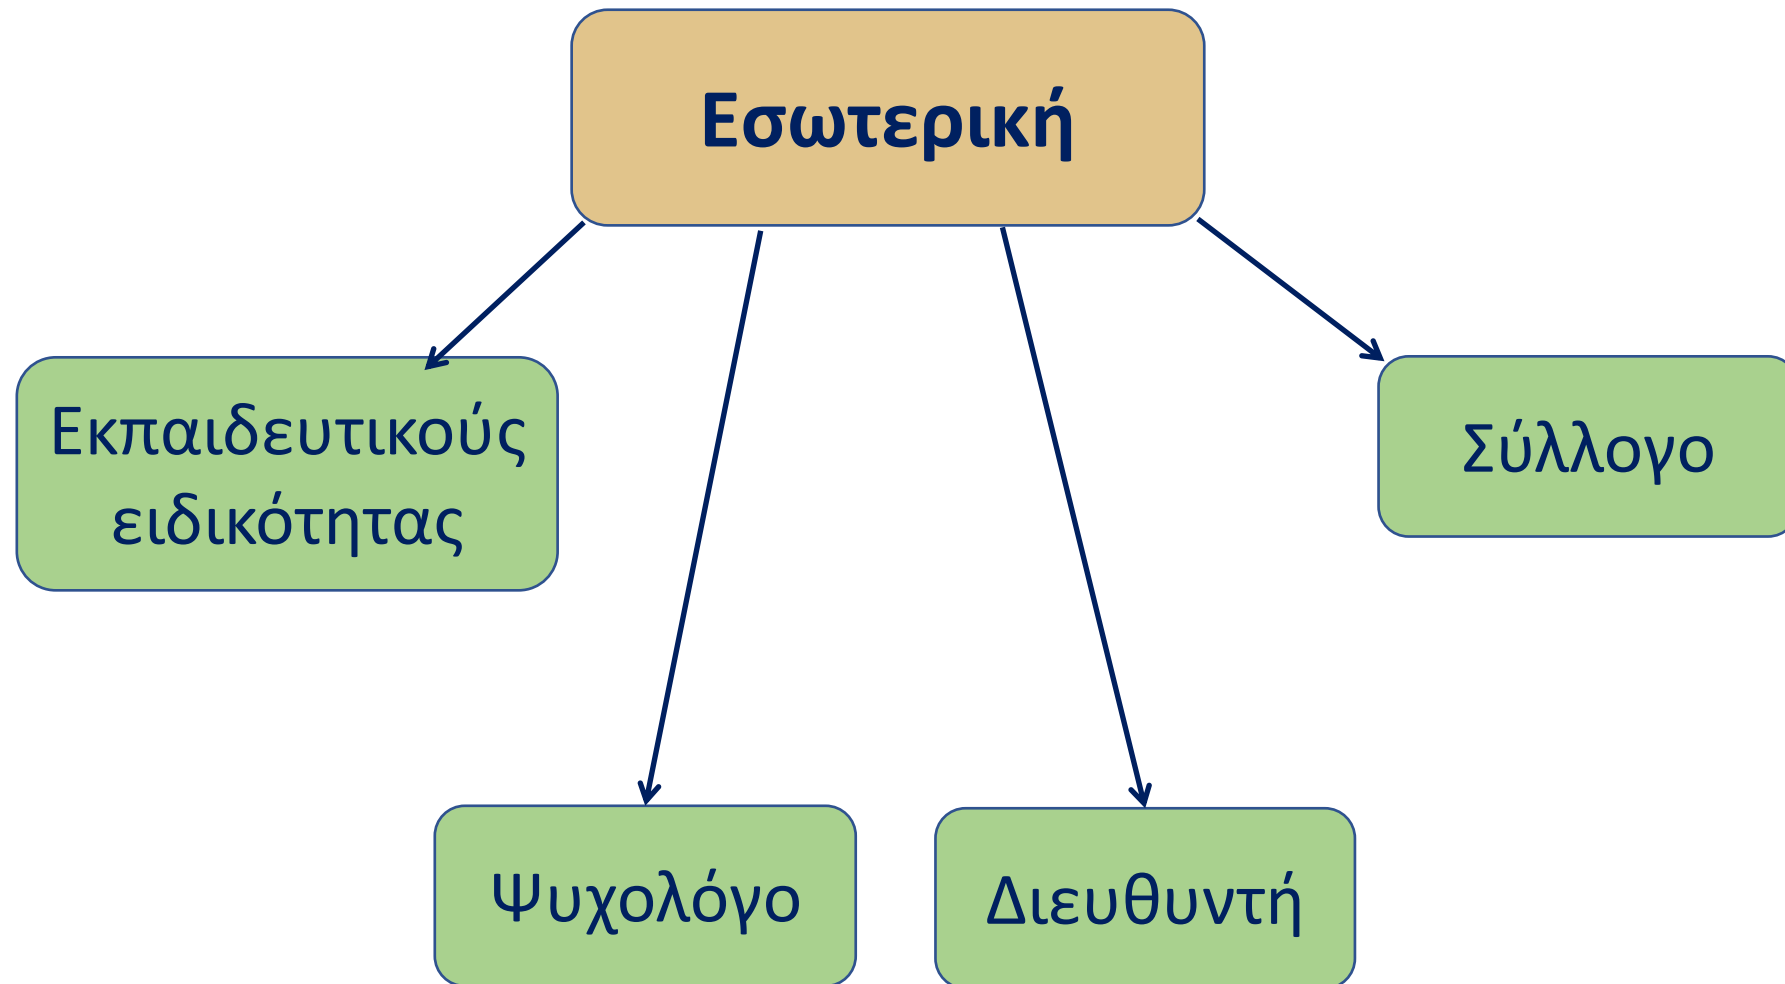 Εσωτερική
Εκπαιδευτικούς
ειδικότητας
Σύλλογο
Ψυχολόγο
Διευθυντή